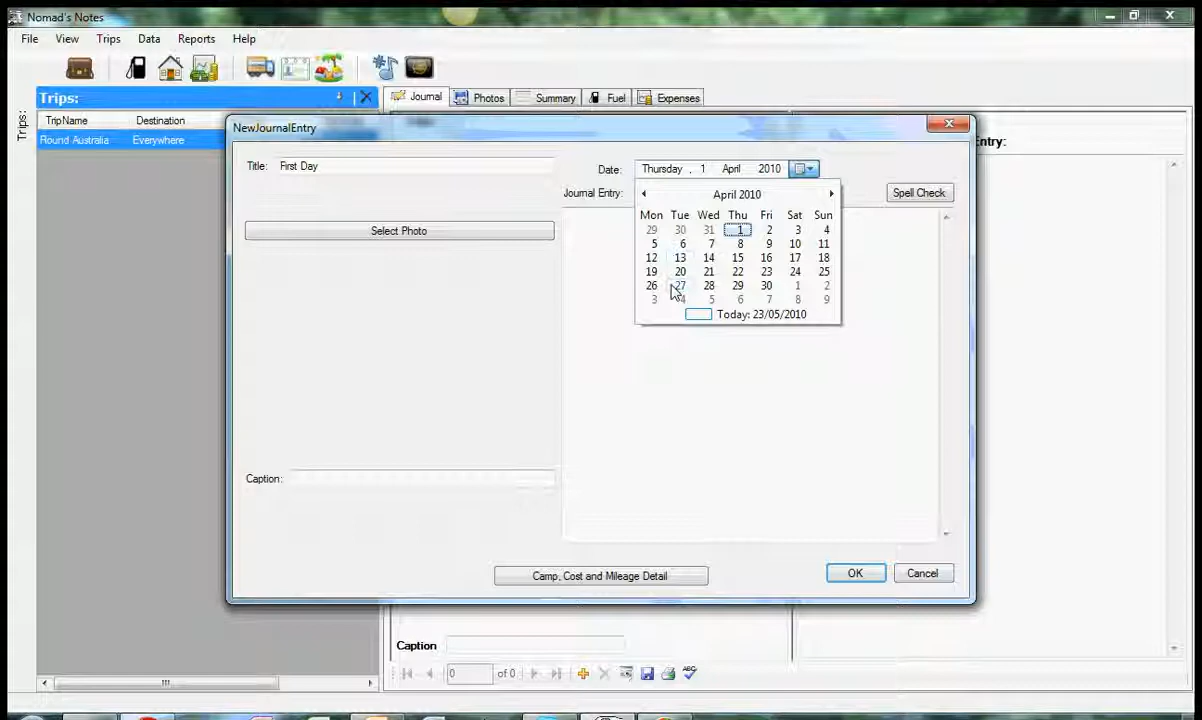 Nomad's Notes
File View Trips Data Reports Help
Trips:
Journal Photos Summary Fuel Expenses
Trips:
TripName Destination
Round Australia Everywhere
NewJournalEntry
Entry:
Title: First Day
Date: Thursday , 1 April 2010
Journal Entry:
Spell Check
Select Photo
April 2010
Mon Tue Wed Thu Fri Sat Sun
29 30 31 1 2 3 4
5 6 7 8 9 10 11
12 13 14 15 16 17 18
19 20 21 22 23 24 25
26 27 28 29 30 1 2
3 4 5 6 7 8 9
Today: 23/05/2010
Caption:
Camp, Cost and Mileage Detail
OK Cancel
Caption
0 of 0
ABC